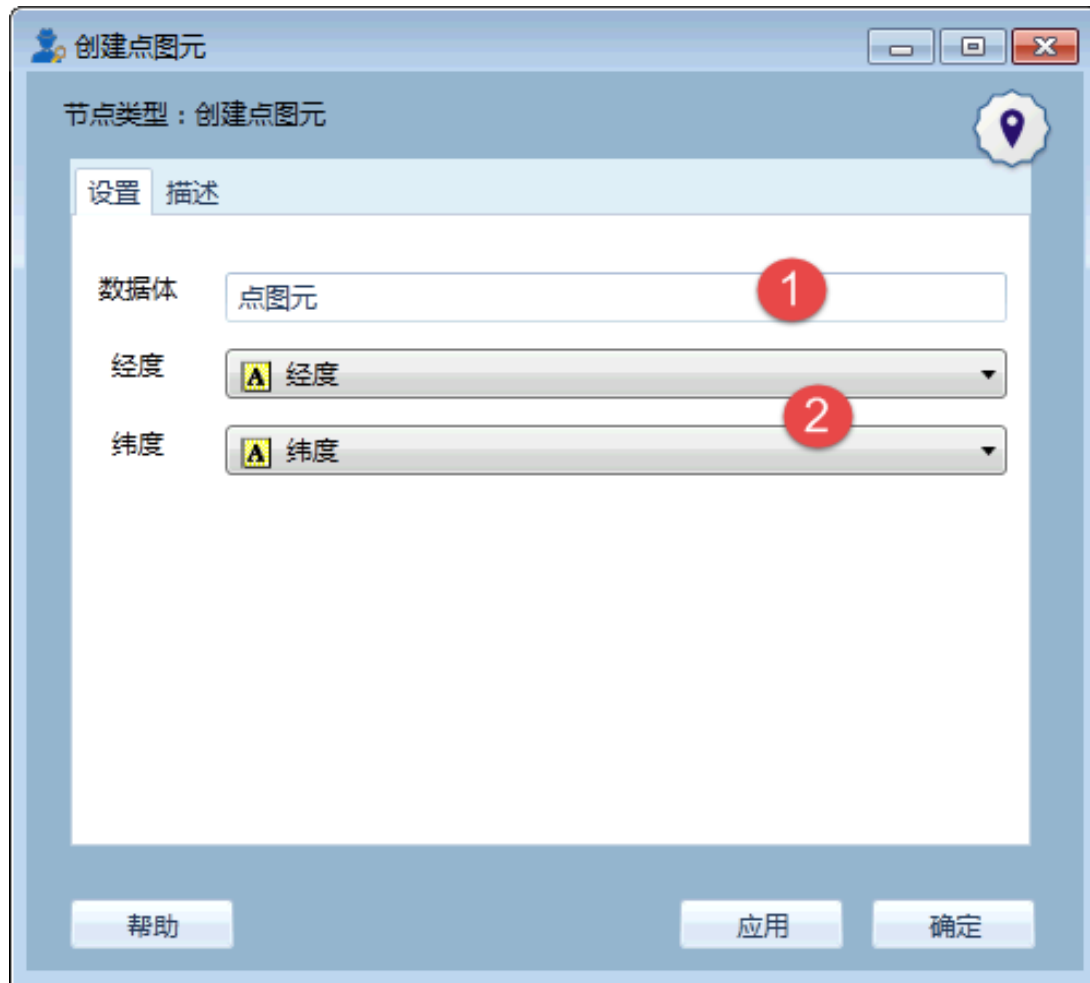 创建点图元
节点类型：创建点图元
设置 描述
数据体 点图元 1
经度 A 经度
2
纬度 A 纬度
帮助 应用 确定